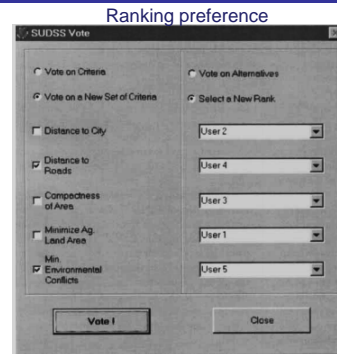 Ranking preference
SUDSS Vote
Vote on Criteria
Vote on Alternatives
Vote on a New Set of Criteria
Select a New Rank
Distance to City
User 2
Distance to
Roads
User 4
Compactness
of Area
User 3
Minimize Ag.
Land Area
User 1
Min.
Environmental
Conflicts
User 5
Vote !
Close